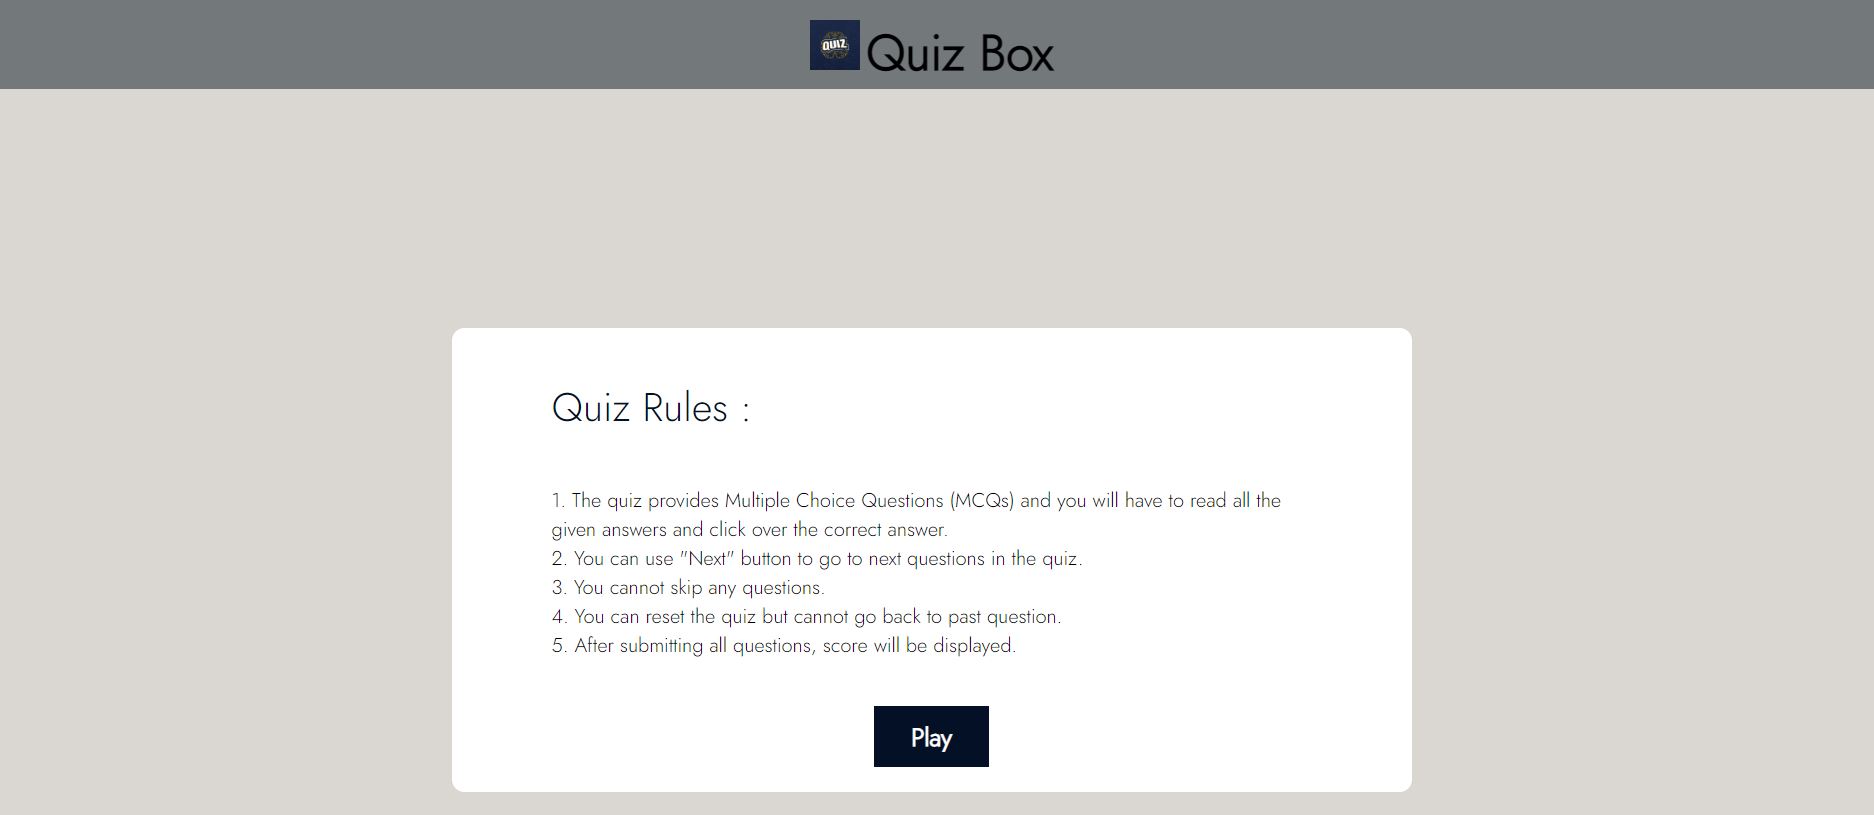 QUIZ
Quiz Box
Quiz Rules :
1. The quiz provides Multiple Choice Questions (MCQs) and you will have to read all the
given answers and click over the correct answer.
2. You can use "Next" button to go to next questions in the quiz.
3. You cannot skip any questions.
4. You can reset the quiz but cannot go back to past question.
5. After submitting all questions, score will be displayed.
Play